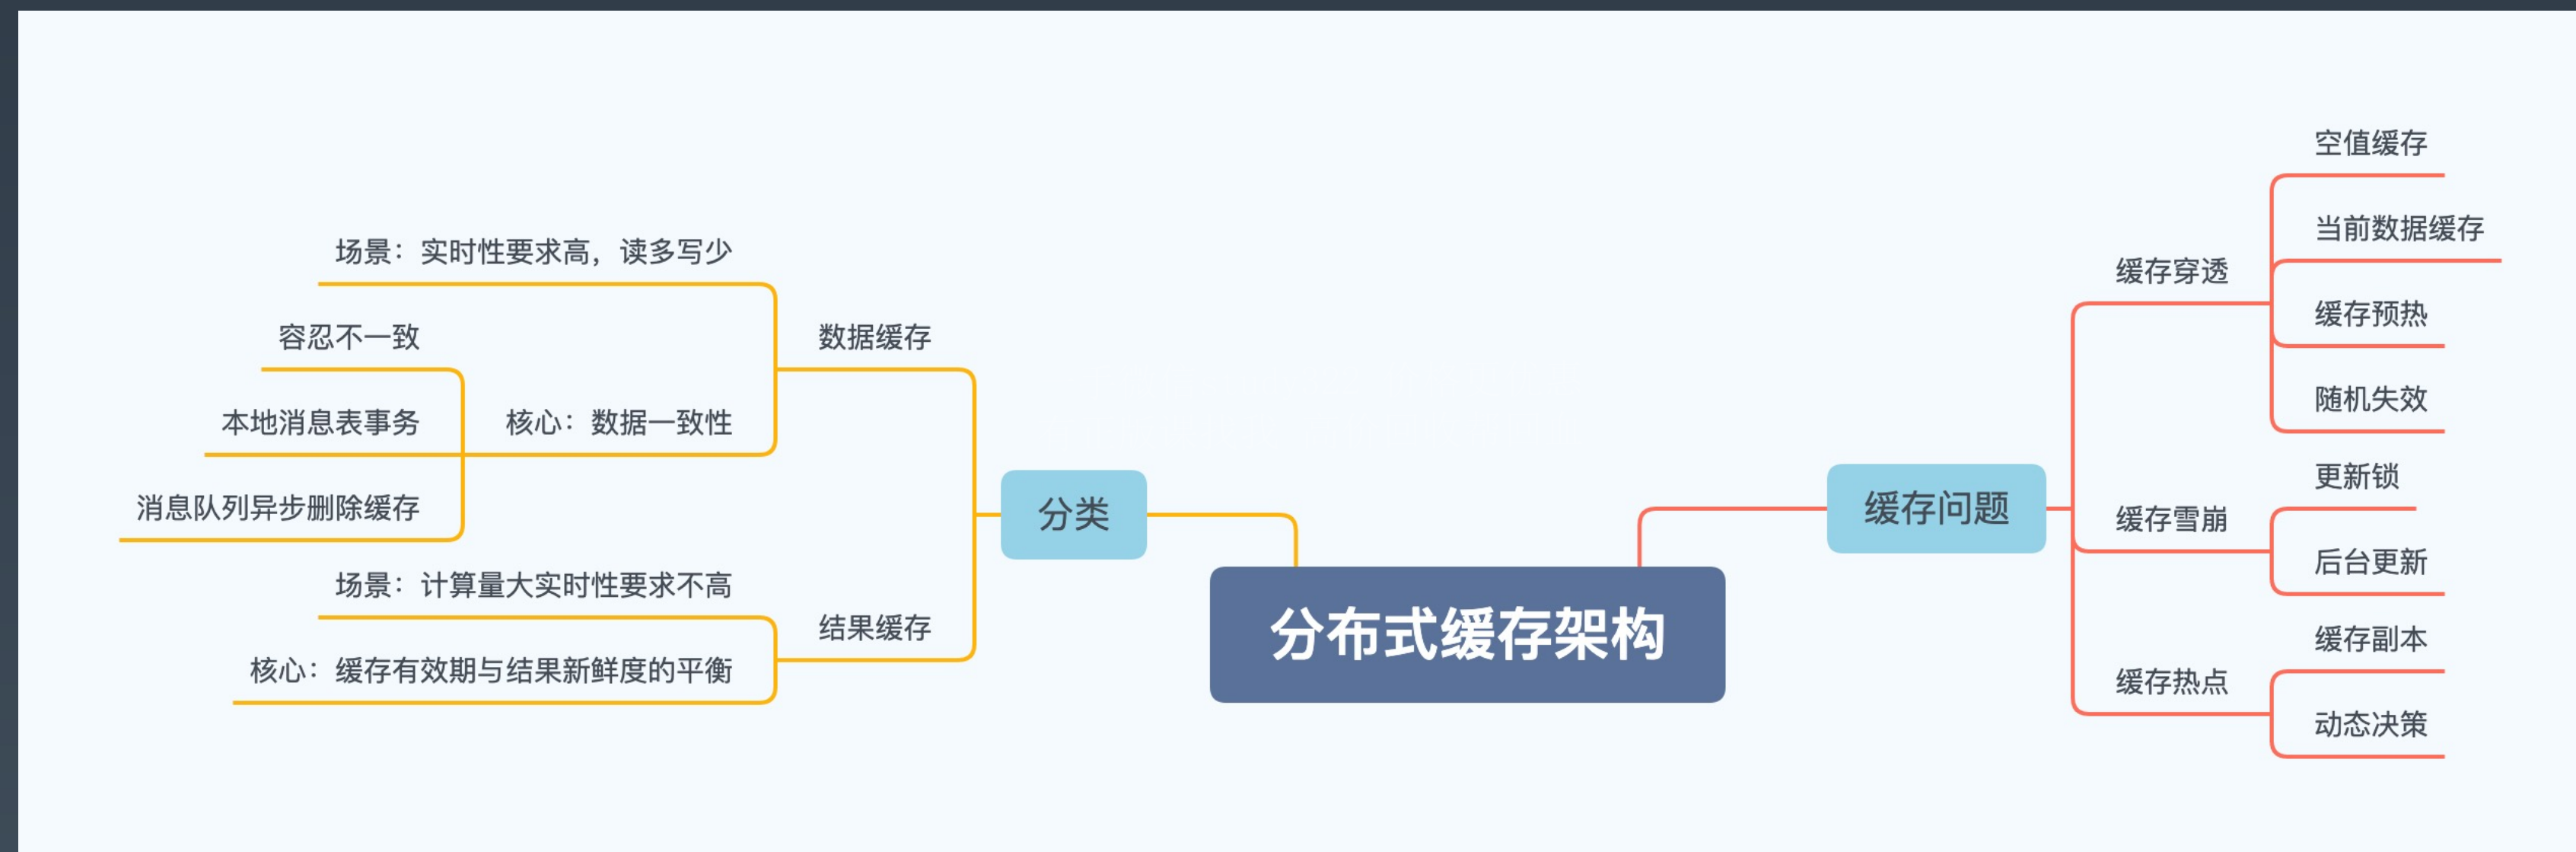 分布式缓存架构
分类
数据缓存
场景：实时性要求高，读多写少
核心：数据一致性
容忍不一致
本地消息表事务
消息队列异步删除缓存
结果缓存
场景：计算量大实时性要求不高
核心：缓存有效期与结果新鲜度的平衡
缓存问题
缓存穿透
空值缓存
当前数据缓存
缓存预热
随机失效
缓存雪崩
更新锁
后台更新
缓存热点
缓存副本
动态决策